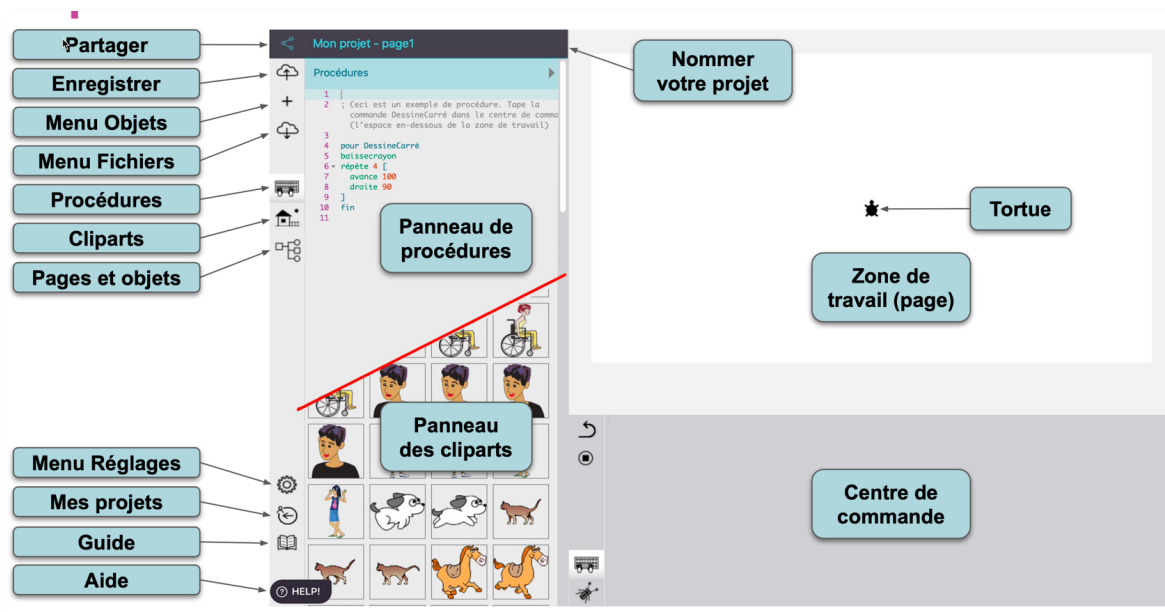 Partager
Enregistrer
Menu Objets
Menu Fichiers
Procédures
Cliparts
Pages et objets
Menu Réglages
Mes projets
Guide
Aide
Mon projet - page1
Procédures
1
2 ; Ceci est un exemple de procédure. Tape la
commande DessineCarré dans le centre de comma
(l'espace en-dessous de la zone de travail)
3
4 pour DessineCarré
5 baissecrayon
6 répète 4 [
7 avance 100
8 droite 90
9 ]
10 fin
11
Panneau de
procédures
Panneau
des cliparts
? HELP!
Nommer
votre projet
Tortue
Zone de
travail (page)
Centre de
commande